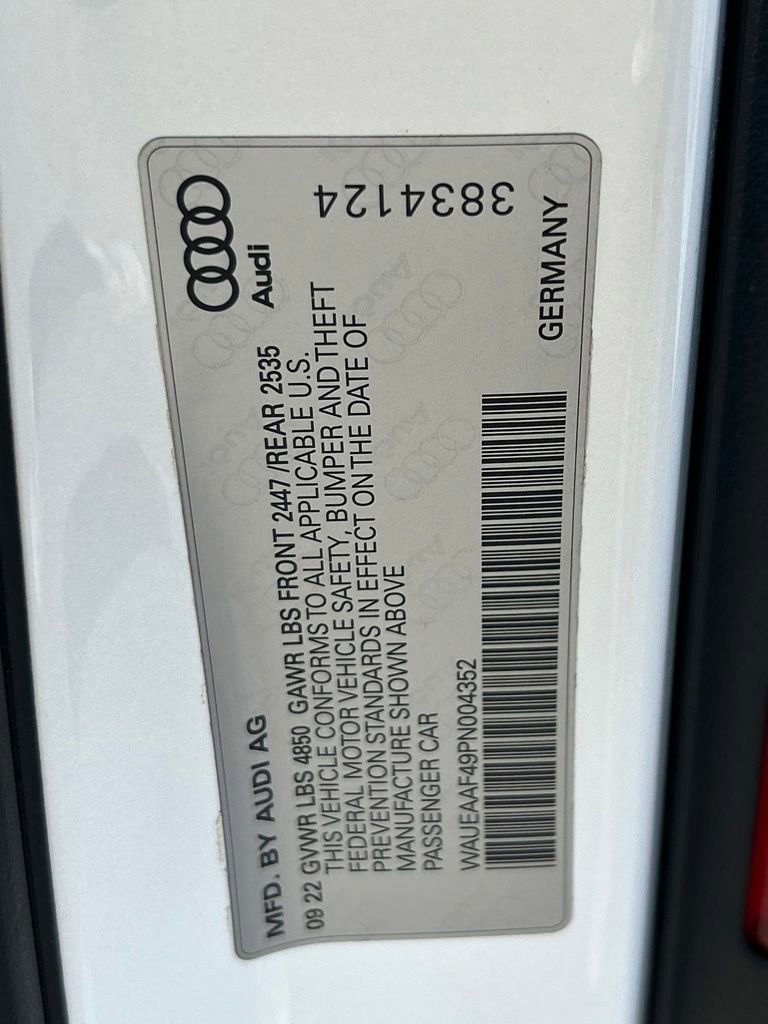 MFD. BY AUDI AG
Audi
09 22 GVWR LBS 4850 GAWR LBS FRONT 2447 /REAR 2535
THIS VEHICLE CONFORMS TO ALL APPLICABLE U.S.
FEDERAL MOTOR VEHICLE SAFETY, BUMPER AND THEFT
PREVENTION STANDARDS IN EFFECT ON THE DATE OF
MANUFACTURE SHOWN ABOVE
PASSENGER CAR
WAUEAAF49PN004352
GERMANY
3834124